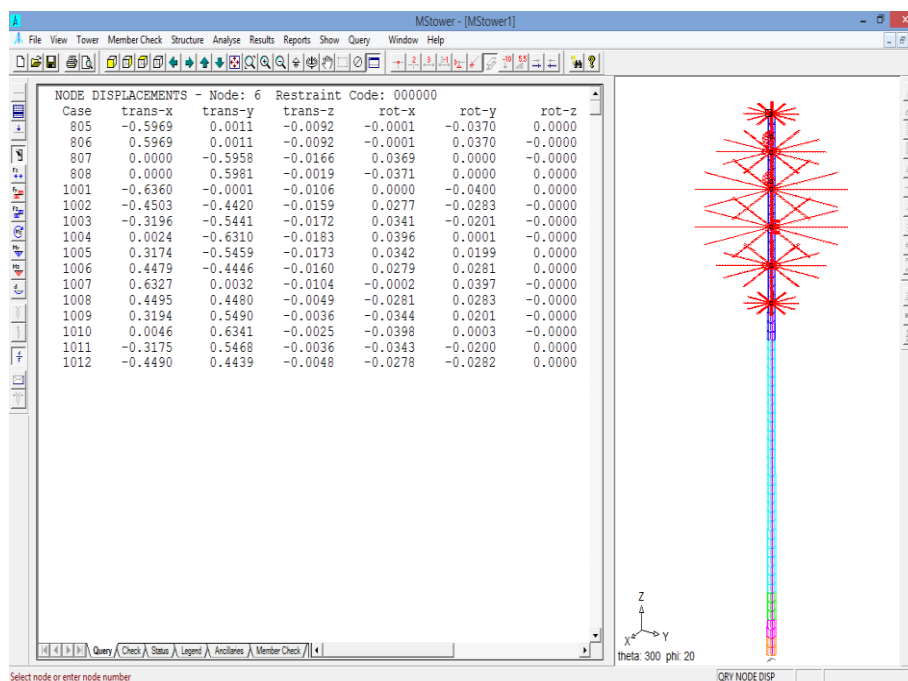 MStower - [MStower1]
File View Tower Member Check Structure Analyse Results Reports Show Query Window Help
NODE DISPLACEMENTS - Node: 6 Restraint Code: 000000
Case trans-x trans-y trans-z rot-x rot-y rot-z
805 -0.5969 0.0011 -0.0092 -0.0001 -0.0370 0.0000
806 0.5969 0.0011 -0.0092 -0.0001 0.0370 -0.0000
807 0.0000 -0.5958 -0.0166 0.0369 0.0000 -0.0000
808 0.0000 0.5981 -0.0019 -0.0371 0.0000 0.0000
1001 -0.6360 -0.0001 -0.0106 0.0000 -0.0400 0.0000
1002 -0.4503 -0.4420 -0.0159 0.0277 -0.0283 -0.0000
1003 -0.3196 -0.5441 -0.0172 0.0341 -0.0201 -0.0000
1004 0.0024 -0.6310 -0.0183 0.0396 0.0001 -0.0000
1005 0.3174 -0.5459 -0.0173 0.0342 0.0199 -0.0000
1006 0.4479 -0.4446 -0.0160 0.0279 0.0281 -0.0000
1007 0.6327 0.0032 -0.0104 -0.0002 0.0397 -0.0000
1008 0.4495 0.4480 -0.0049 -0.0281 0.0283 -0.0000
1009 0.3194 0.5490 -0.0036 -0.0344 0.0201 -0.0000
1010 0.0046 0.6341 -0.0025 -0.0398 0.0003 -0.0000
1011 -0.3175 0.5468 -0.0036 -0.0343 -0.0200 0.0000
1012 -0.4490 0.4439 -0.0048 -0.0278 -0.0282 0.0000
Z
X Y
theta: 300 phi: 20
Query Check Status Legend Ancillaries Member Check
Select node or enter node number
QRY NODE DISP